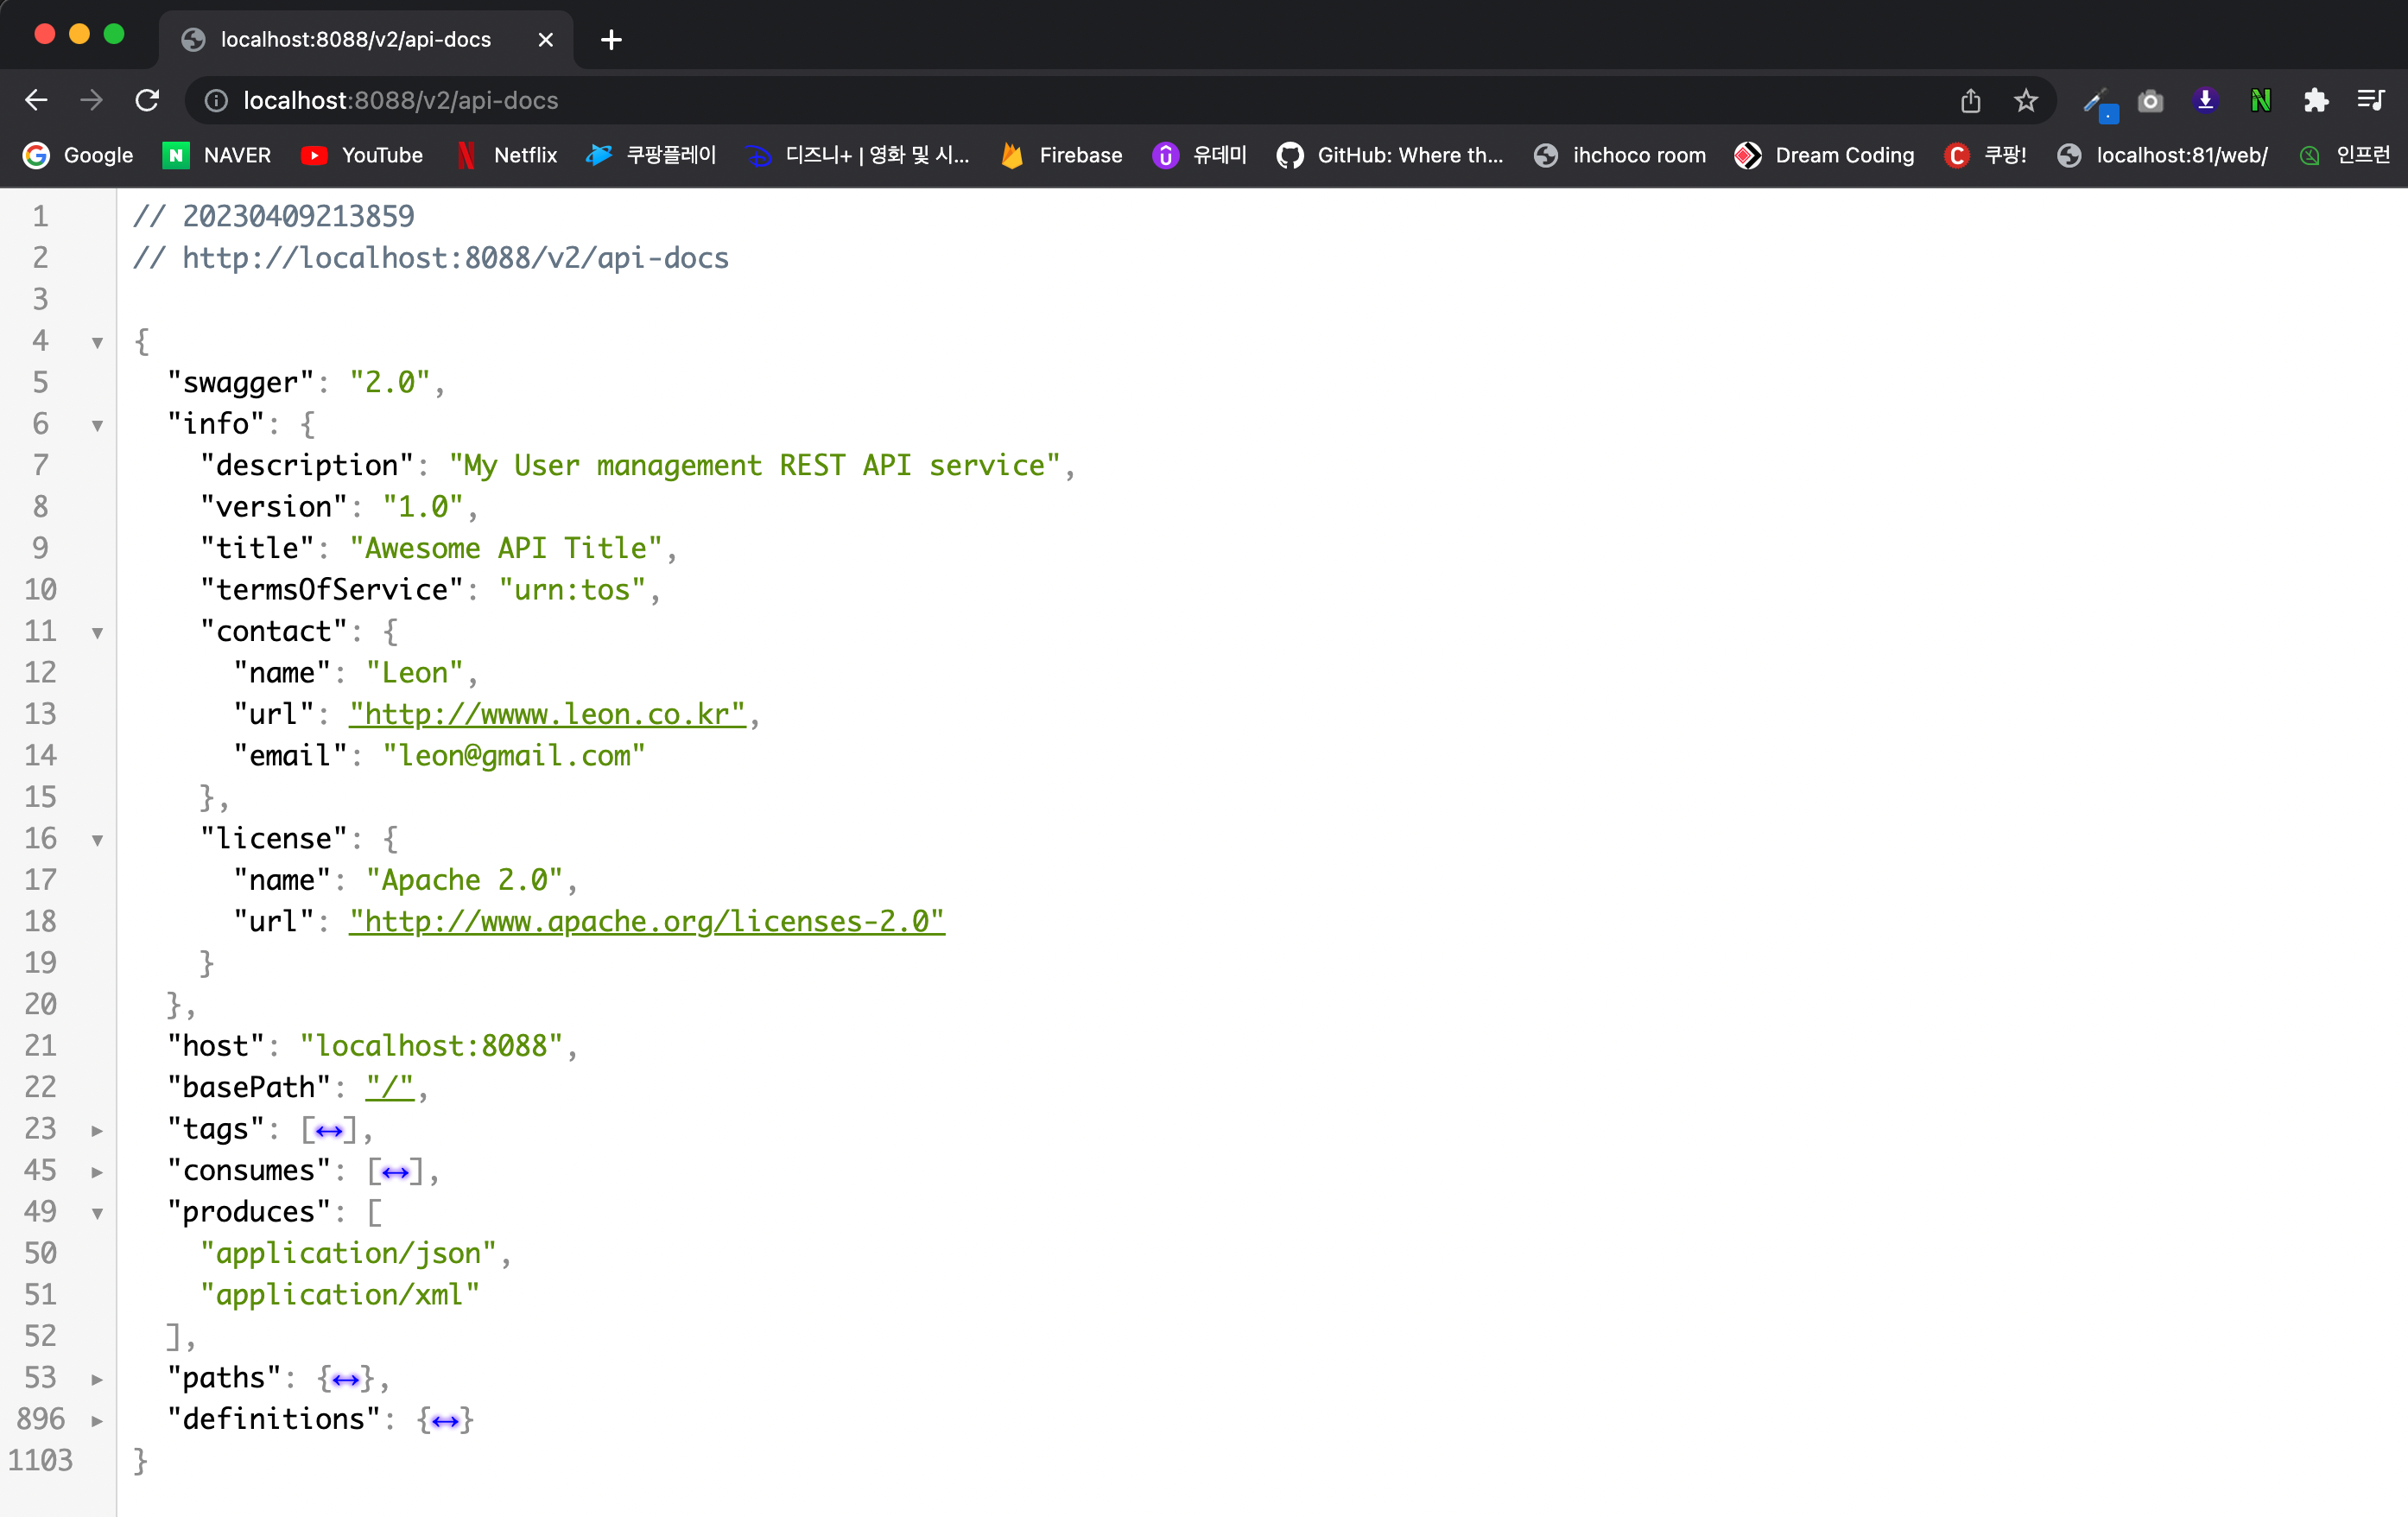 localhost:8088/v2/api-docs
localhost:8088/v2/api-docs
Google NAVER YouTube Netflix 쿠팡플레이 디즈니+ | 영화 및 시... Firebase 유데미 GitHub: Where th... ihchoco room Dream Coding 쿠팡! localhost:81/web/ 인프런
1 // 20230409213859
2 // http://localhost:8088/v2/api-docs
3
4 {
5 "swagger": "2.0",
6 "info": {
7 "description": "My User management REST API service",
8 "version": "1.0",
9 "title": "Awesome API Title",
10 "termsOfService": "urn:tos",
11 "contact": {
12 "name": "Leon",
13 "url": "http://wwww.leon.co.kr",
14 "email": "leon@gmail.com"
15 },
16 "license": {
17 "name": "Apache 2.0",
18 "url": "http://www.apache.org/licenses-2.0"
19 }
20 },
21 "host": "localhost:8088",
22 "basePath": "/",
23 "tags": [↔],
45 "consumes": [↔],
49 "produces": [
50 "application/json",
51 "application/xml"
52 ],
53 "paths": {↔},
896 "definitions": {↔}
1103 }